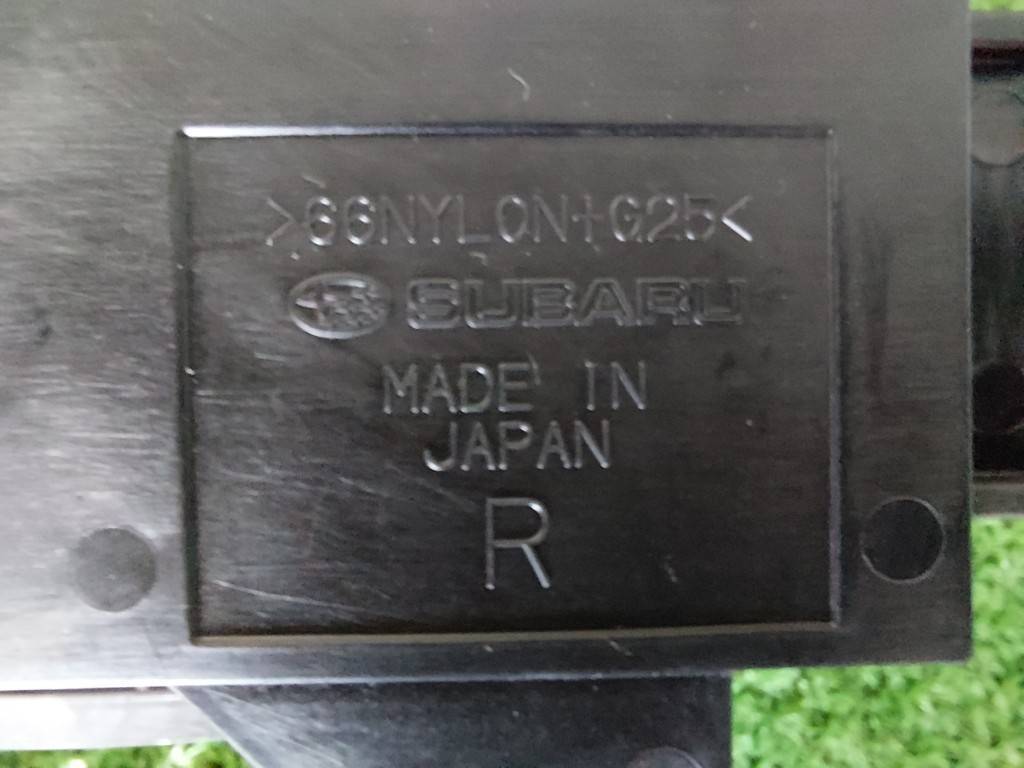 >66NYLON+G25<
SUBARU
MADE IN
JAPAN
R